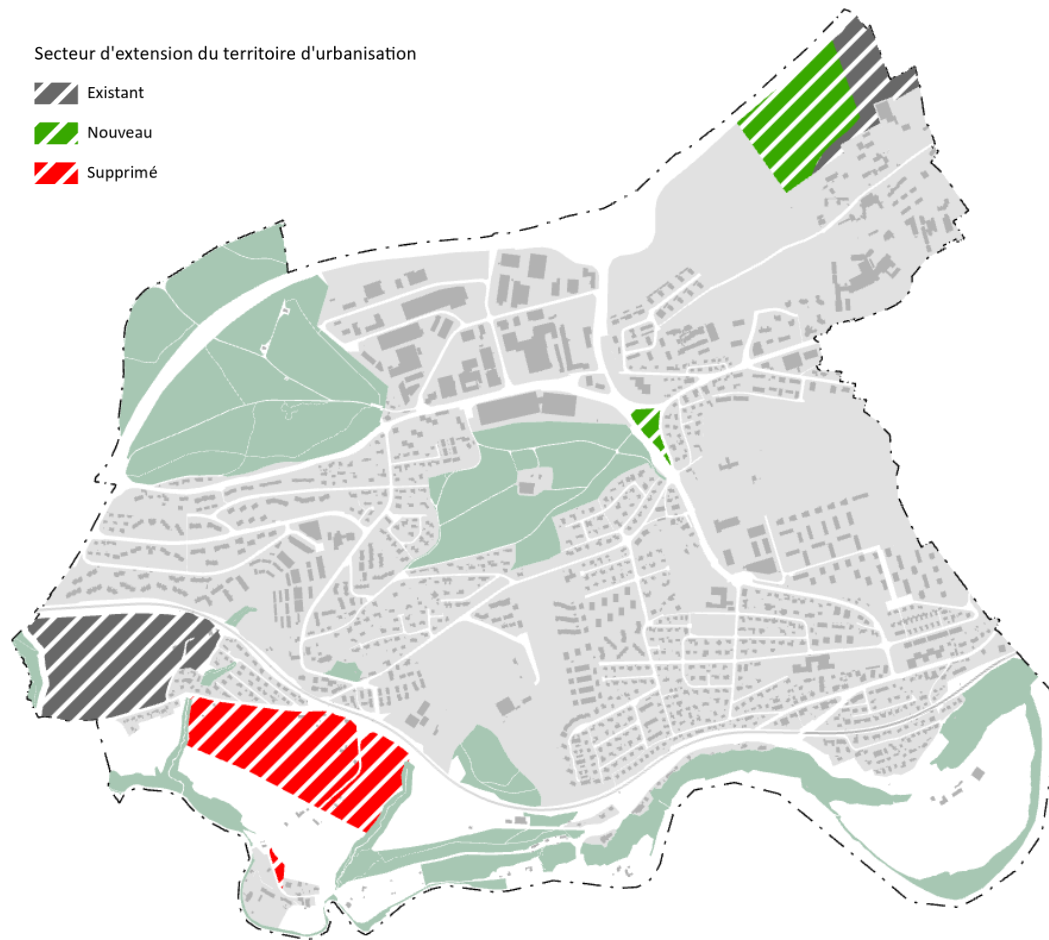 Secteur d'extension du territoire d'urbanisation
Existant
Nouveau
Supprimé